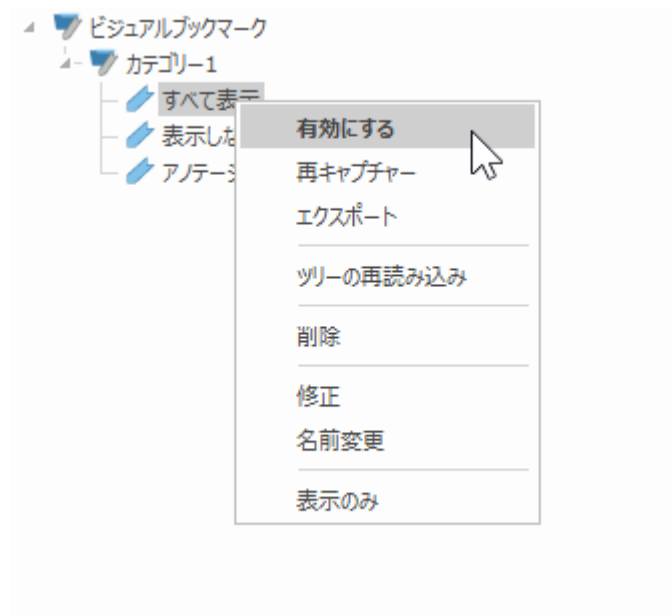 ビジュアルブックマーク
カテゴリー1
すべて表示
表示しな
アノテーシ
有効にする
再キャプチャー
エクスポート
ツリーの再読み込み
削除
修正
名前変更
表示のみ